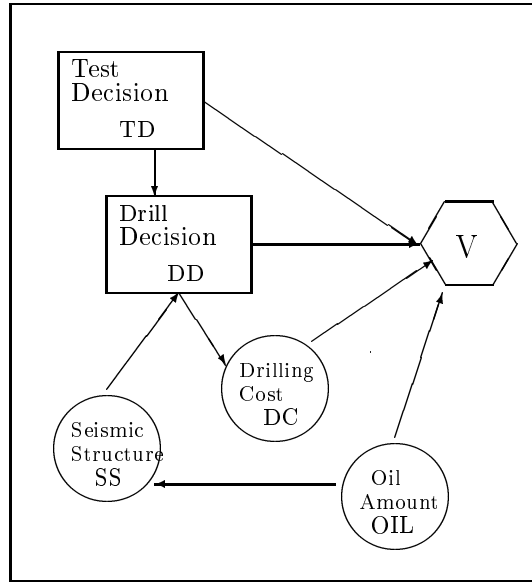 Test
Decision
TD
Drill
Decision
DD
V
Drilling
Cost
DC
Seismic
Structure
SS
Oil
Amount
OIL